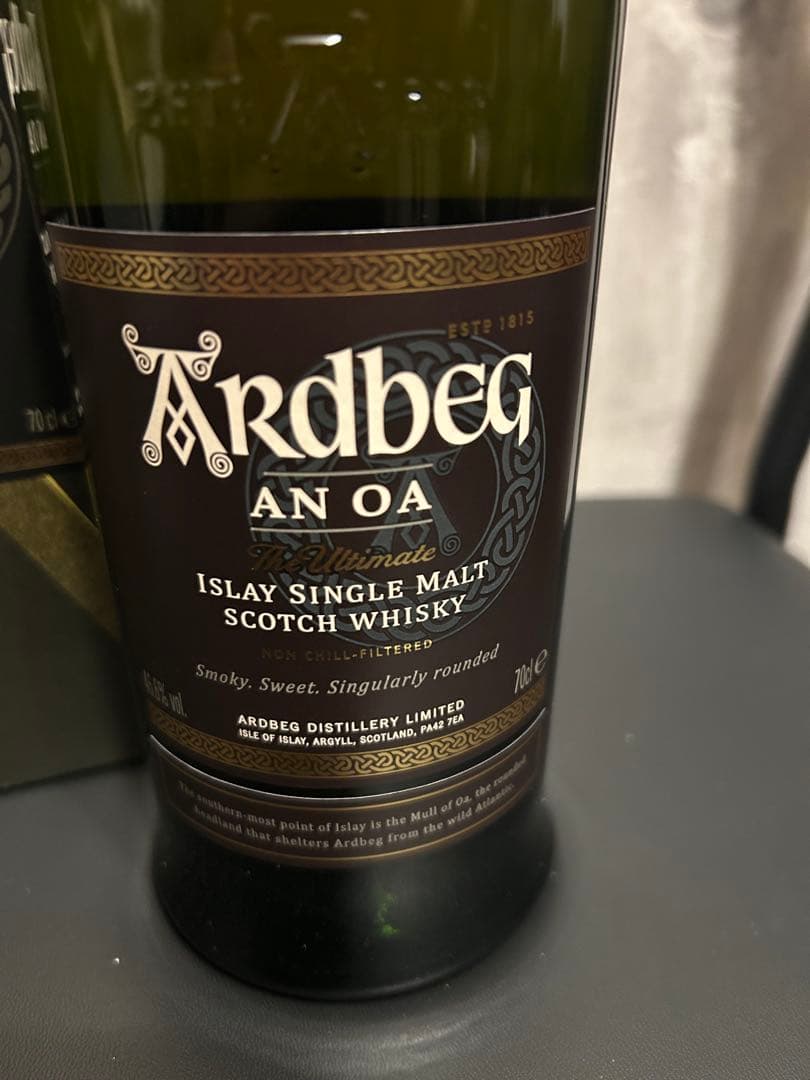 ESTD 1815
ARDBEG
AN OA
The Ultimate
ISLAY SINGLE MALT
SCOTCH WHISKY
NON CHILL-FILTERED
Smoky. Sweet. Singularly rounded
46.6% vol.
70cl e
ARDBEG DISTILLERY LIMITED
ISLE OF ISLAY, ARGYLL, SCOTLAND, PA42 7EA
The southern-most point of Islay is the Mull of Oa, the rounded
headland that shelters Ardbeg from the wild Atlantic.
70 cl